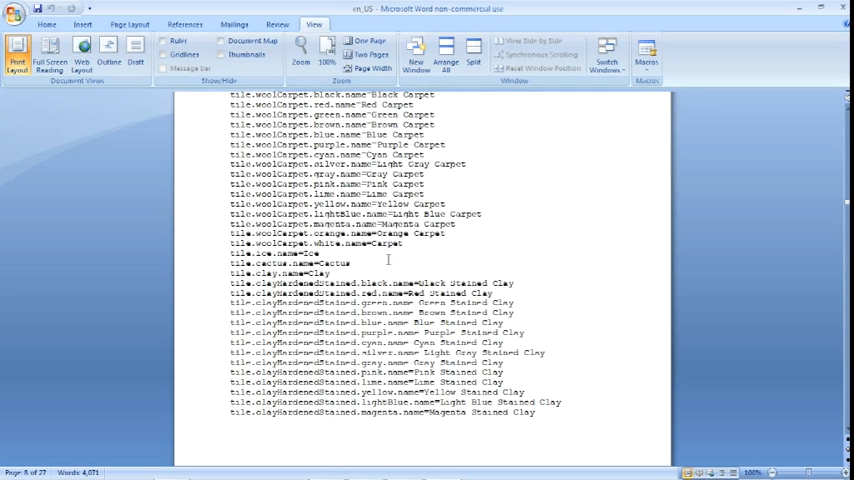 en_US - Microsoft Word non-commercial use
Home Insert Page Layout References Mailings Review View
Print Layout
Full Screen Reading
Web Layout
Outline
Draft
Document Views
Ruler
Gridlines
Message Bar
Document Map
Thumbnails
Show/Hide
Zoom
100%
One Page
Two Pages
Page Width
Zoom
New Window
Arrange All
Split
View Side by Side
Synchronous Scrolling
Reset Window Position
Window
Switch Windows
Macros
Macros
tile.woolCarpet.black.name=Black Carpet
tile.woolCarpet.red.name=Red Carpet
tile.woolCarpet.green.name=Green Carpet
tile.woolCarpet.brown.name=Brown Carpet
tile.woolCarpet.blue.name=Blue Carpet
tile.woolCarpet.purple.name=Purple Carpet
tile.woolCarpet.cyan.name=Cyan Carpet
tile.woolCarpet.silver.name=Light Gray Carpet
tile.woolCarpet.gray.name=Gray Carpet
tile.woolCarpet.pink.name=Pink Carpet
tile.woolCarpet.lime.name=Lime Carpet
tile.woolCarpet.yellow.name=Yellow Carpet
tile.woolCarpet.lightBlue.name=Light Blue Carpet
tile.woolCarpet.magenta.name=Magenta Carpet
tile.woolCarpet.orange.name=Orange Carpet
tile.woolCarpet.white.name=Carpet
tile.ice.name=Ice
tile.cactus.name=Cactus
tile.clay.name=Clay
tile.clayHardenedStained.black.name=Black Stained Clay
tile.clayHardenedStained.red.name=Red Stained Clay
tile.clayHardenedStained.green.name=Green Stained Clay
tile.clayHardenedStained.brown.name=Brown Stained Clay
tile.clayHardenedStained.blue.name=Blue Stained Clay
tile.clayHardenedStained.purple.name=Purple Stained Clay
tile.clayHardenedStained.cyan.name=Cyan Stained Clay
tile.clayHardenedStained.silver.name=Light Gray Stained Clay
tile.clayHardenedStained.gray.name=Gray Stained Clay
tile.clayHardenedStained.pink.name=Pink Stained Clay
tile.clayHardenedStained.lime.name=Lime Stained Clay
tile.clayHardenedStained.yellow.name=Yellow Stained Clay
tile.clayHardenedStained.lightBlue.name=Light Blue Stained Clay
tile.clayHardenedStained.magenta.name=Magenta Stained Clay
Page: 8 of 27 Words: 4,071 100%